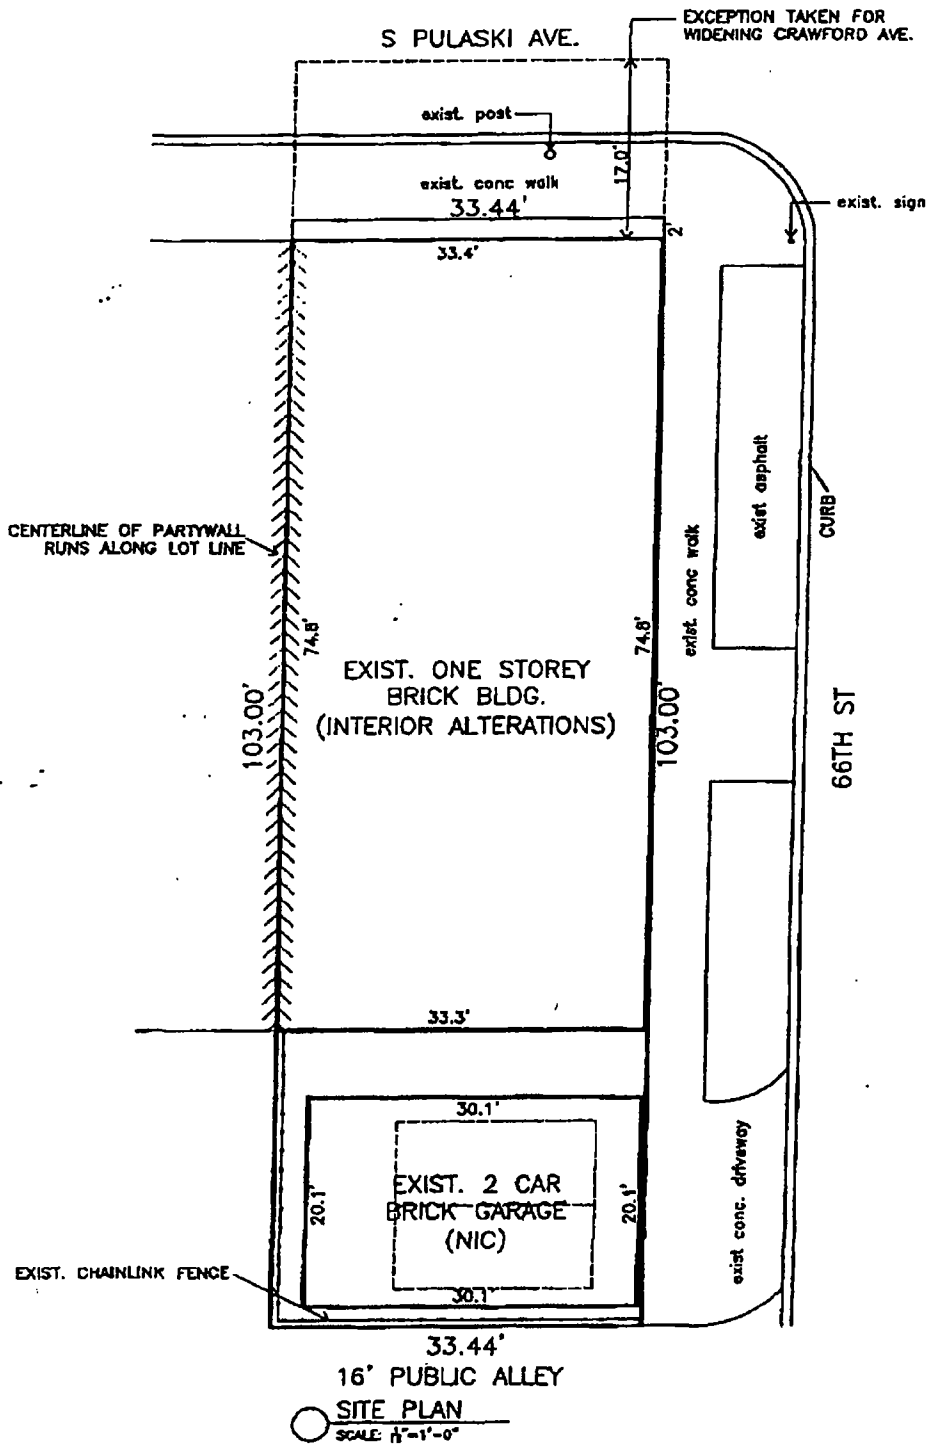 EXCEPTION TAKEN FOR
WIDENING CRAWFORD AVE.
S PULASKI AVE.
exist. post
17.0'
exist. conc walk
33.44'
exist. sign
2'
33.4'
exist asphalt
CURB
CENTERLINE OF PARTYWALL
RUNS ALONG LOT LINE
exist. conc walk
74.8'
74.8'
EXIST. ONE STOREY
BRICK BLDG.
(INTERIOR ALTERATIONS)
103.00'
103.00'
66TH ST
33.3'
30.1'
20.1'
EXIST. 2 CAR
BRICK GARAGE
(NIC)
20.1'
exist conc. driveway
EXIST. CHAINLINK FENCE
30.1'
33.44'
16' PUBLIC ALLEY
SITE PLAN
SCALE: =1'-0"